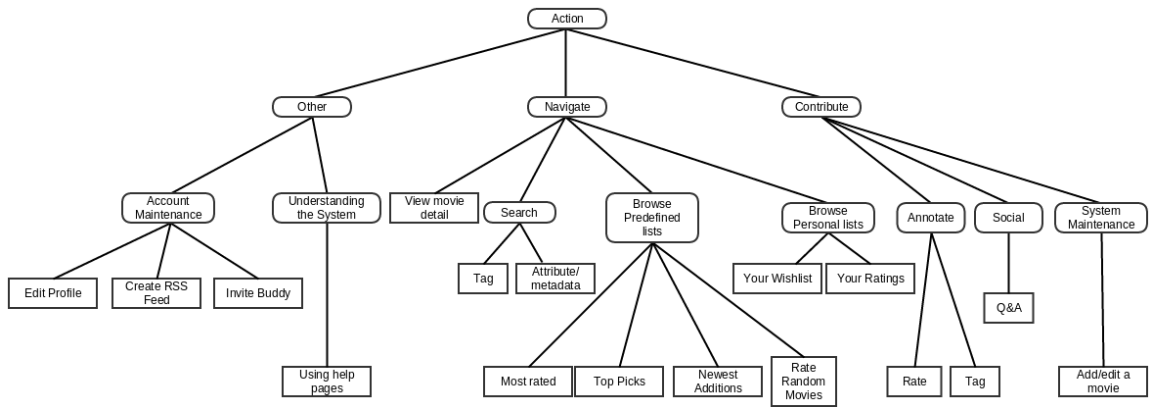 Action
Other
Navigate
Contribute
Account
Maintenance
Understanding
the System
View movie
detail
Search
Browse
Predefined
lists
Browse
Personal lists
Annotate
Social
System
Maintenance
Edit Profile
Create RSS
Feed
Invite Buddy
Tag
Attribute/
metadata
Your Wishlist
Your Ratings
Q&A
Using help
pages
Most rated
Top Picks
Newest
Additions
Rate
Random
Movies
Rate
Tag
Add/edit a
movie